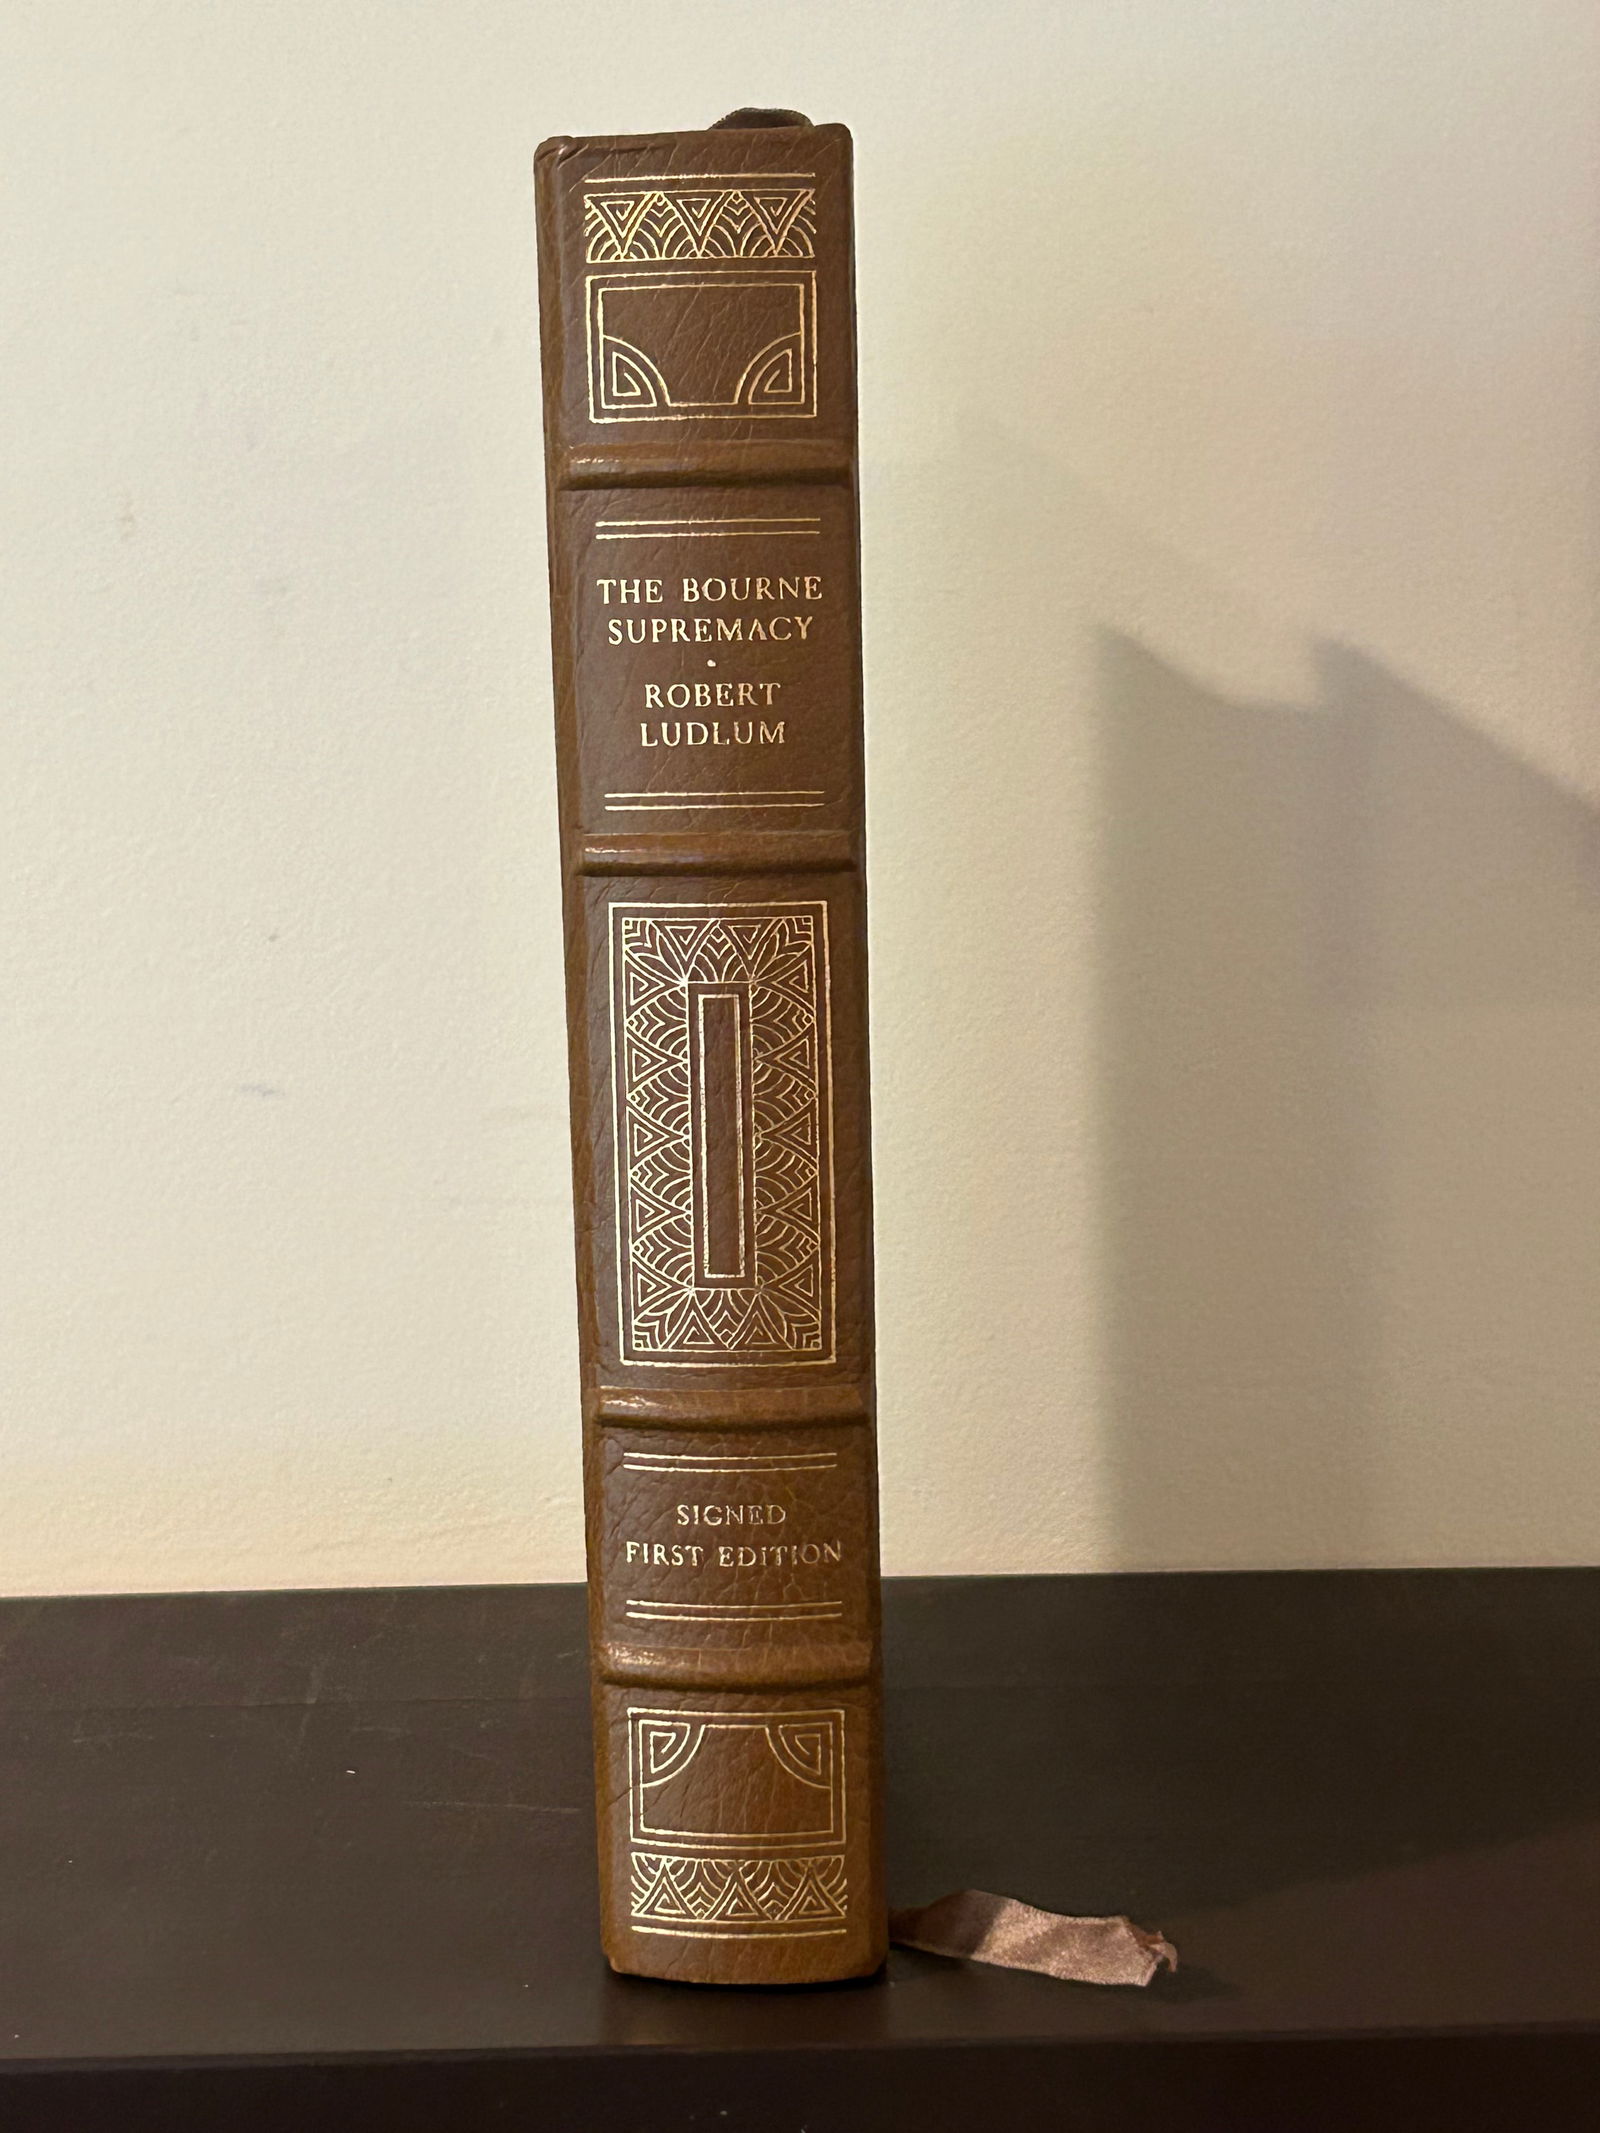 THE BOURNE
SUPREMACY
·
ROBERT
LUDLUM
SIGNED
FIRST EDITION